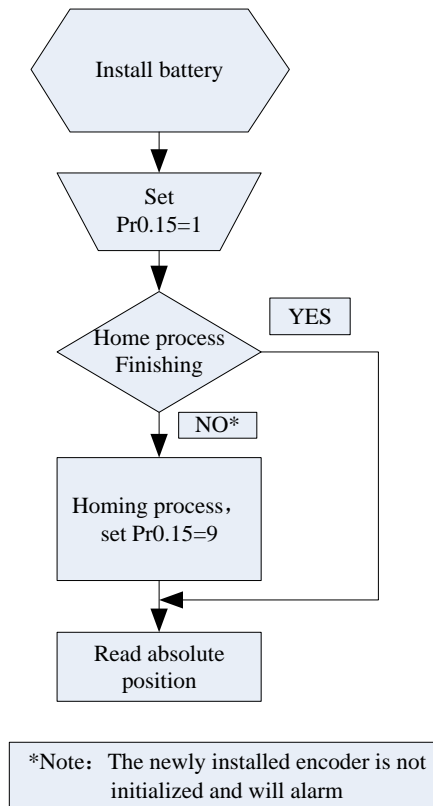 Install battery
Set
Pr0.15=1
Home process
Finishing
YES
NO*
Homing process，
set Pr0.15=9
Read absolute
position
*Note：The newly installed encoder is not
initialized and will alarm